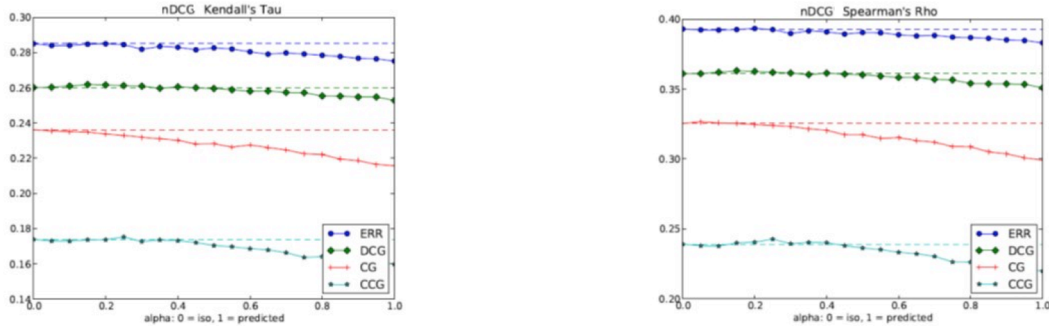 nDCG Kendall's Tau
0.30
0.28
0.26
0.24
0.22
0.20
0.18
0.16
0.14
0.0
0.2
0.4
0.6
0.8
1.0
alpha: 0 = iso, 1 = predicted
ERR
DCG
CG
CCG
nDCG Spearman's Rho
0.40
0.35
0.30
0.25
0.20
0.0
0.2
0.4
0.6
0.8
1.0
alpha: 0 = iso, 1 = predicted
ERR
DCG
CG
CCG